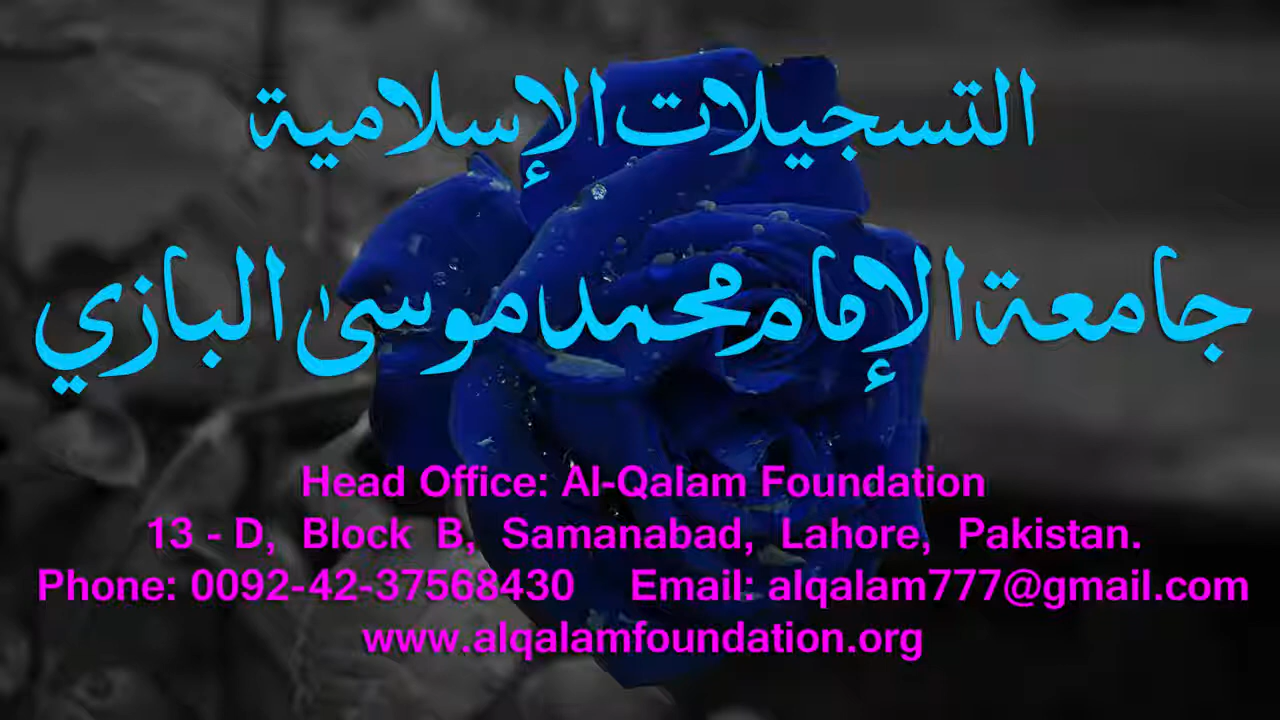 التسجيلات الإسلامية
جامعة الإمام محمد موسىٰ البازي
Head Office: Al-Qalam Foundation
13 - D, Block B, Samanabad, Lahore, Pakistan.
Phone: 0092-42-37568430 Email: alqalam777@gmail.com
www.alqalamfoundation.org